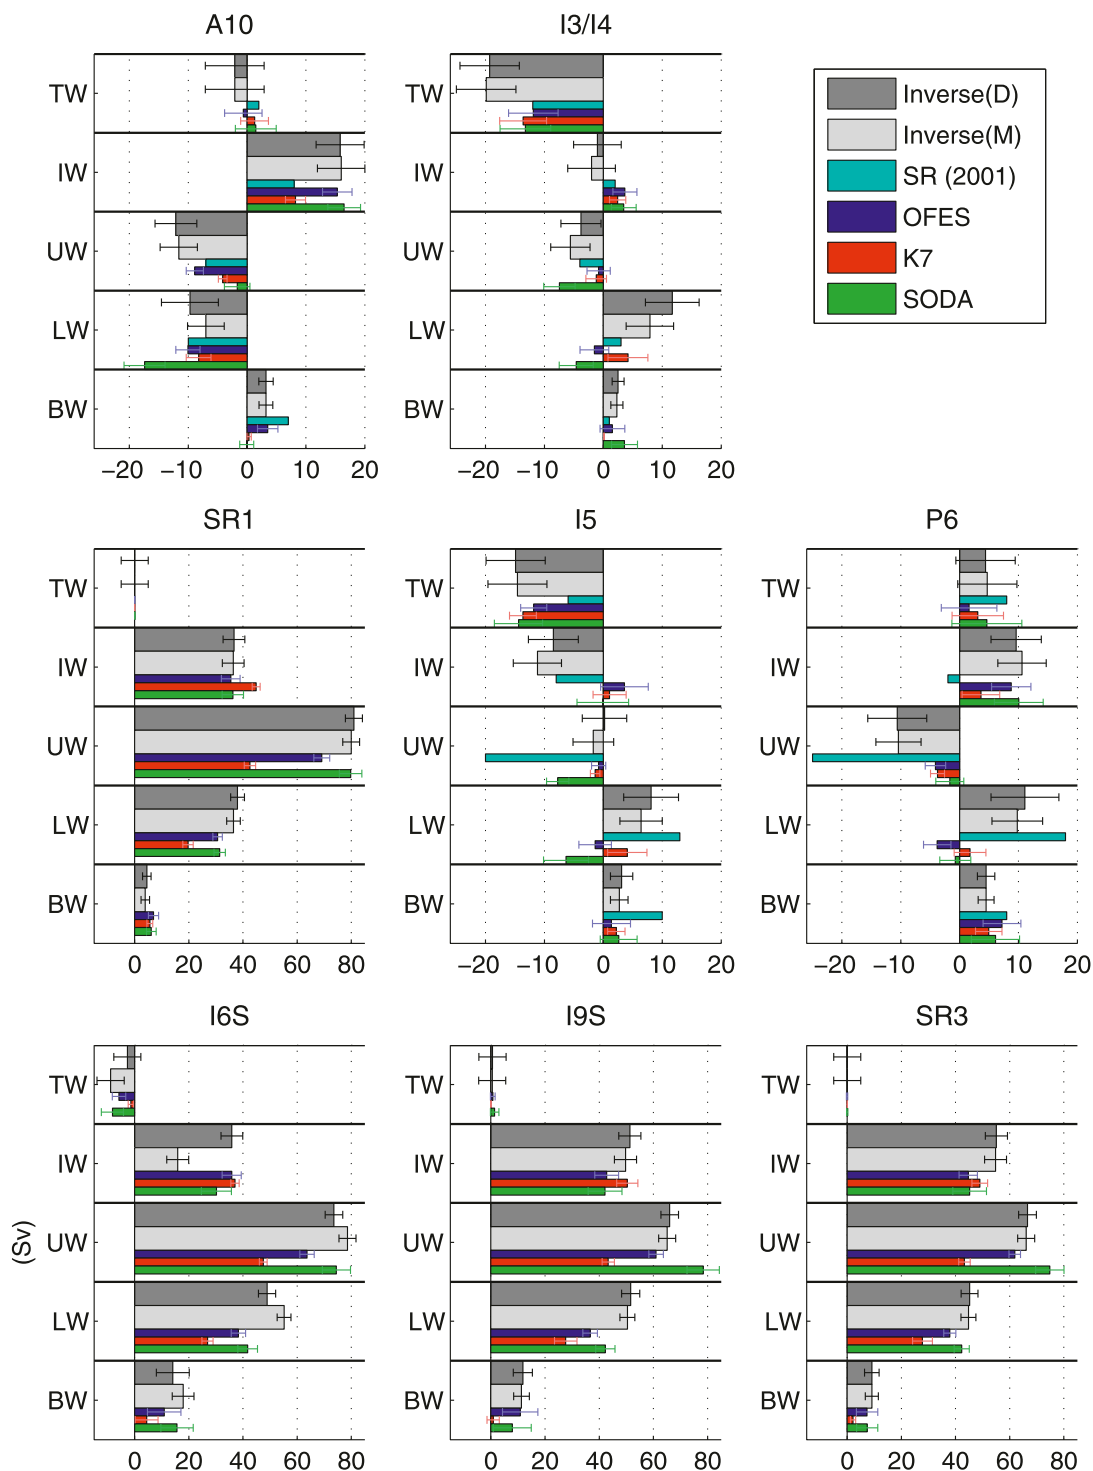 A10
I3/I4
TW
IW
UW
LW
BW
−20 −10 0 10 20
TW
IW
UW
LW
BW
−20 −10 0 10 20
Inverse(D)
Inverse(M)
SR (2001)
OFES
K7
SODA
SR1
I5
P6
TW
IW
UW
LW
BW
0 20 40 60 80
TW
IW
UW
LW
BW
−20 −10 0 10 20
TW
IW
UW
LW
BW
−20 −10 0 10 20
I6S
I9S
SR3
(Sv)
TW
IW
UW
LW
BW
0 20 40 60 80
TW
IW
UW
LW
BW
0 20 40 60 80
TW
IW
UW
LW
BW
0 20 40 60 80